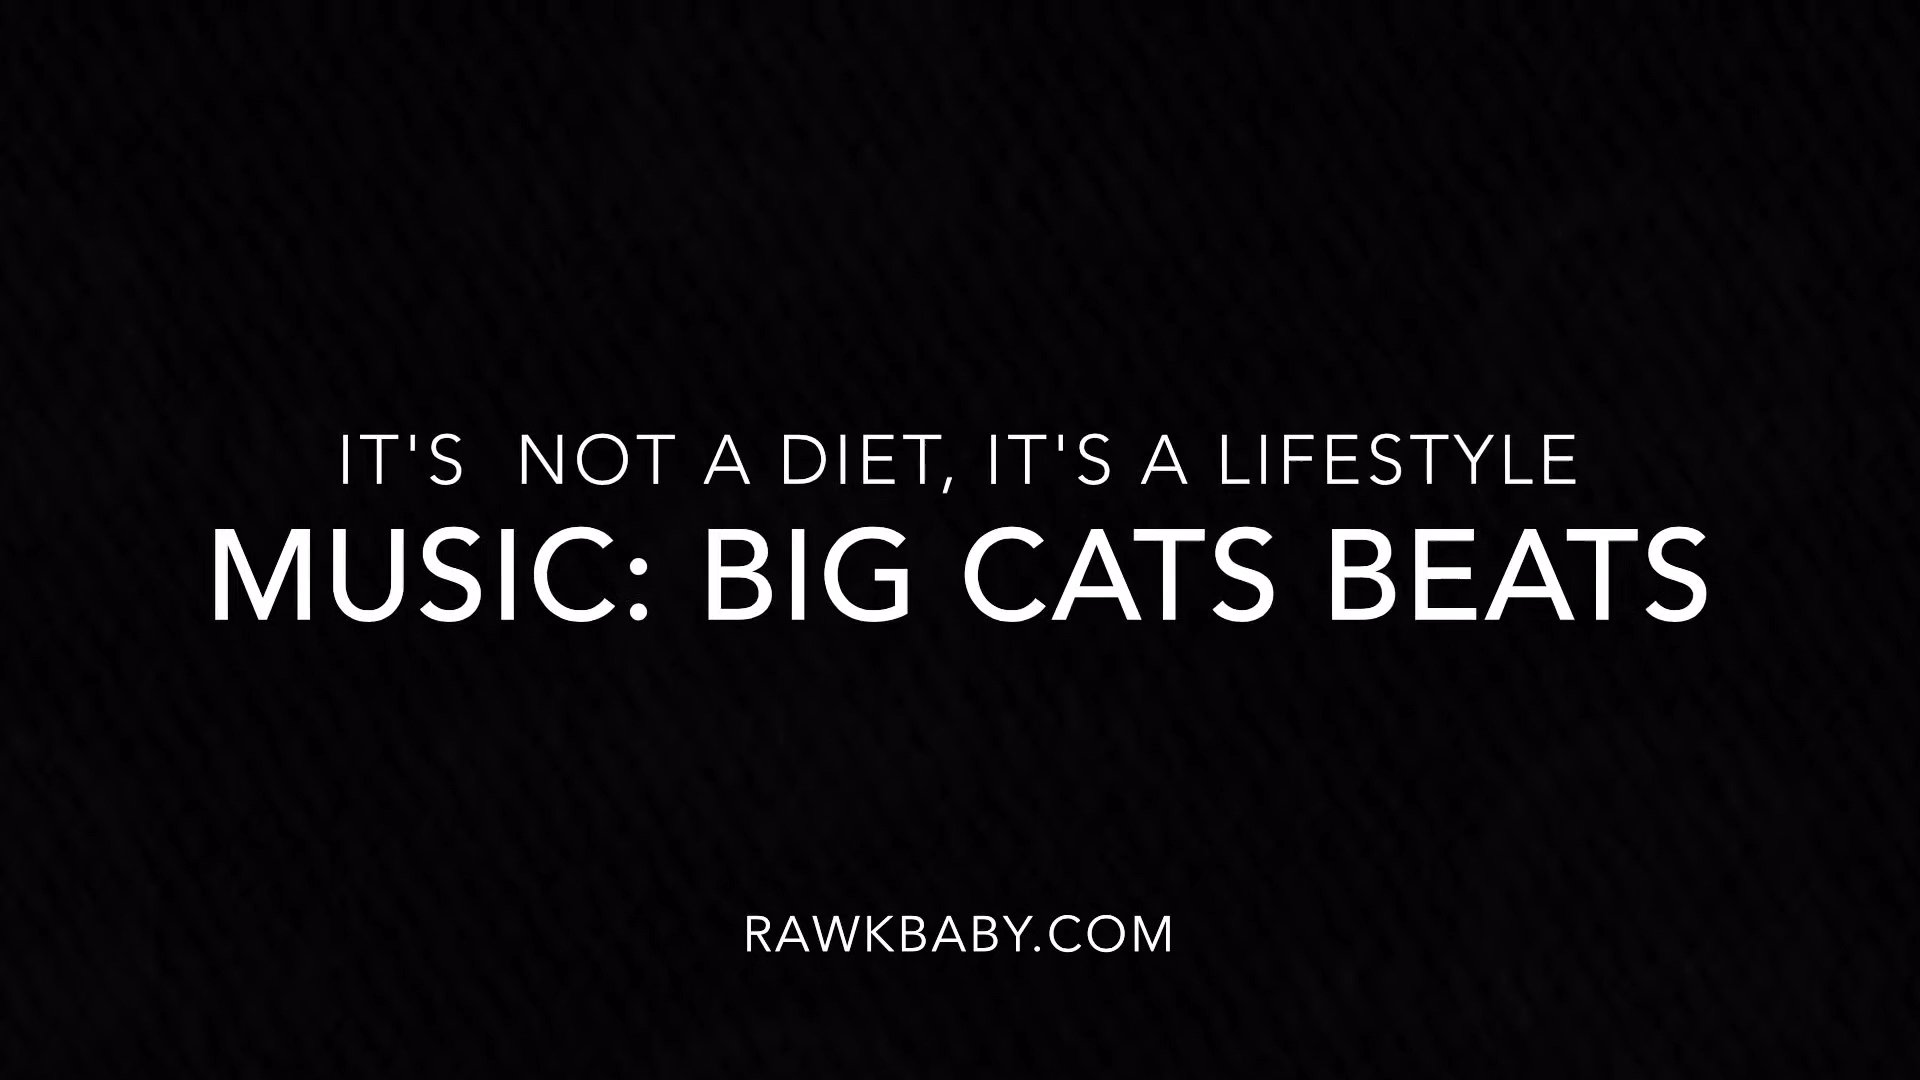 IT'S  NOT A DIET, IT'S A LIFESTYLE
MUSIC: BIG CATS BEATS
RAWKBABY.COM